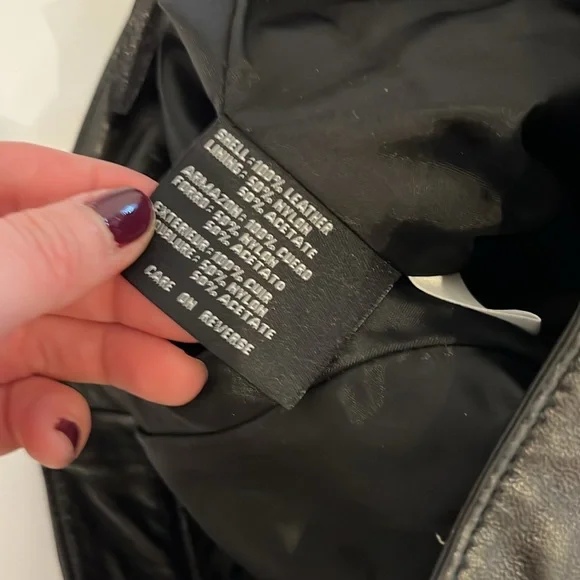 SHELL: 100% LEATHER
LINING: 50% NYLON
50% ACETATE
ARMAZON: 100% CUERO
FORRO: 50% NYLON
50% ACETATO
EXTERIEUR: 100% CUIR
DOUBLURE: 50% NYLON
50% ACETATE
CARE ON REVERSE